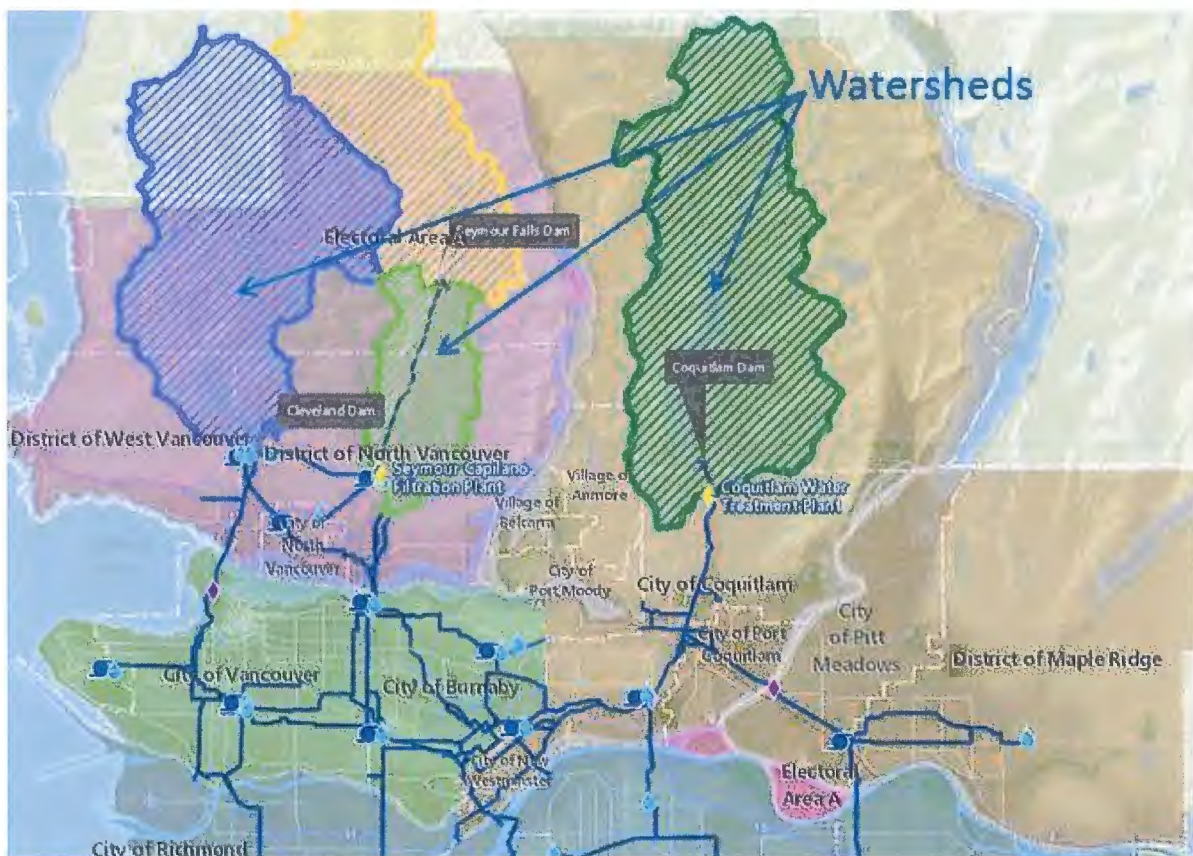 Watersheds
Electoral Area A
Seymour Falls Dam
Coquitlam Dam
Cleveland Dam
District of West Vancouver
District of North Vancouver
Seymour Capilano
Filtration Plant
Village of
Anmore
Coquitlam Water
Treatment Plant
Village of
Belcarra
City of
North
Vancouver
City of
Port Moody
City of Coquitlam
City
of Pitt
Meadows
City of Port
Coquitlam
District of Maple Ridge
City of Vancouver
City of Burnaby
City of New
Westminster
Electoral
Area A
City of Richmond